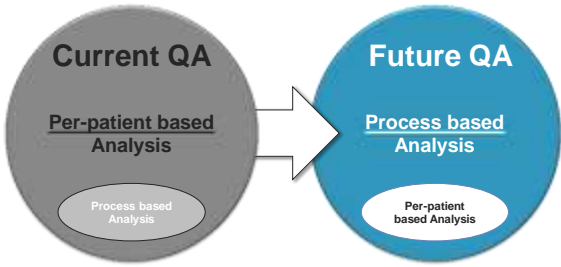 Current QA
Per-patient based
Analysis
Process based
Analysis
Future QA
Process based
Analysis
Per-patient
based Analysis